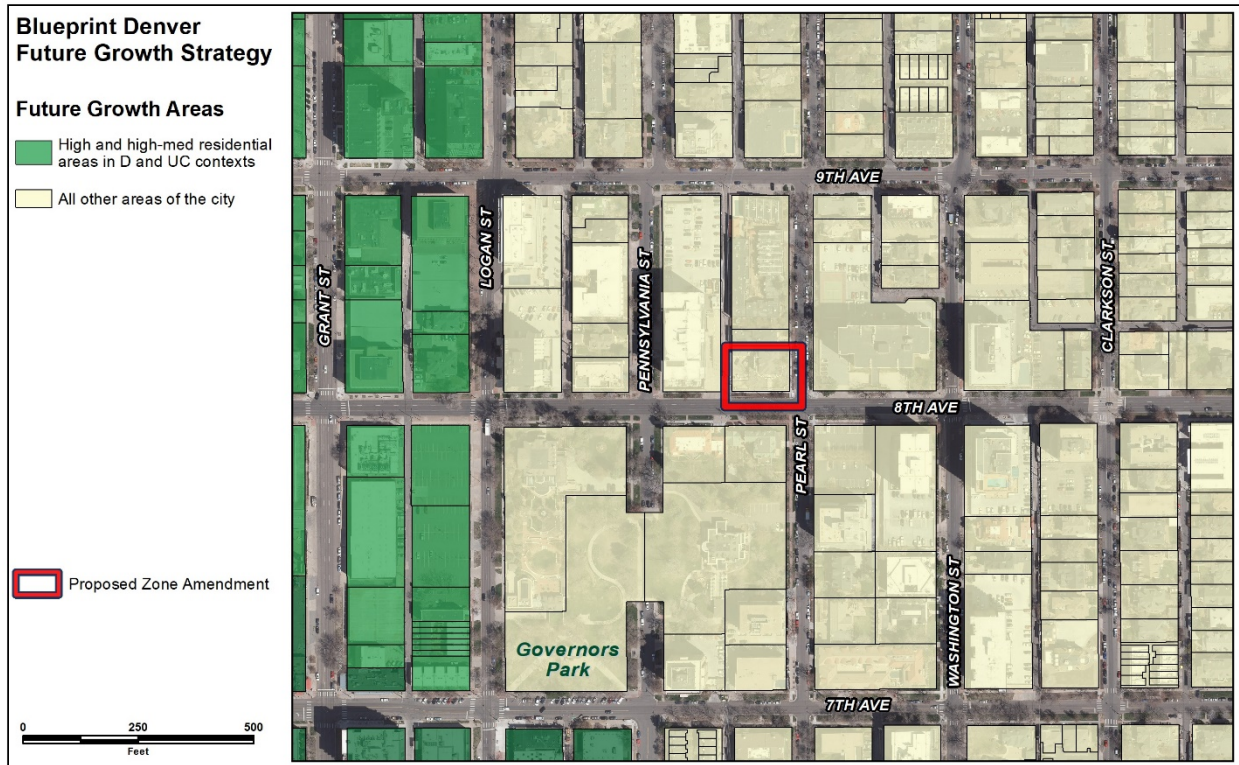 Blueprint Denver
Future Growth Strategy
Future Growth Areas
High and high-med residential
areas in D and UC contexts
All other areas of the city
Proposed Zone Amendment
0 250 500
Feet
9TH AVE
GRANT ST
LOGAN ST
PENNSYLVANIA ST
CLARKSON ST
8TH AVE
PEARL ST
WASHINGTON ST
Governors
Park
7TH AVE